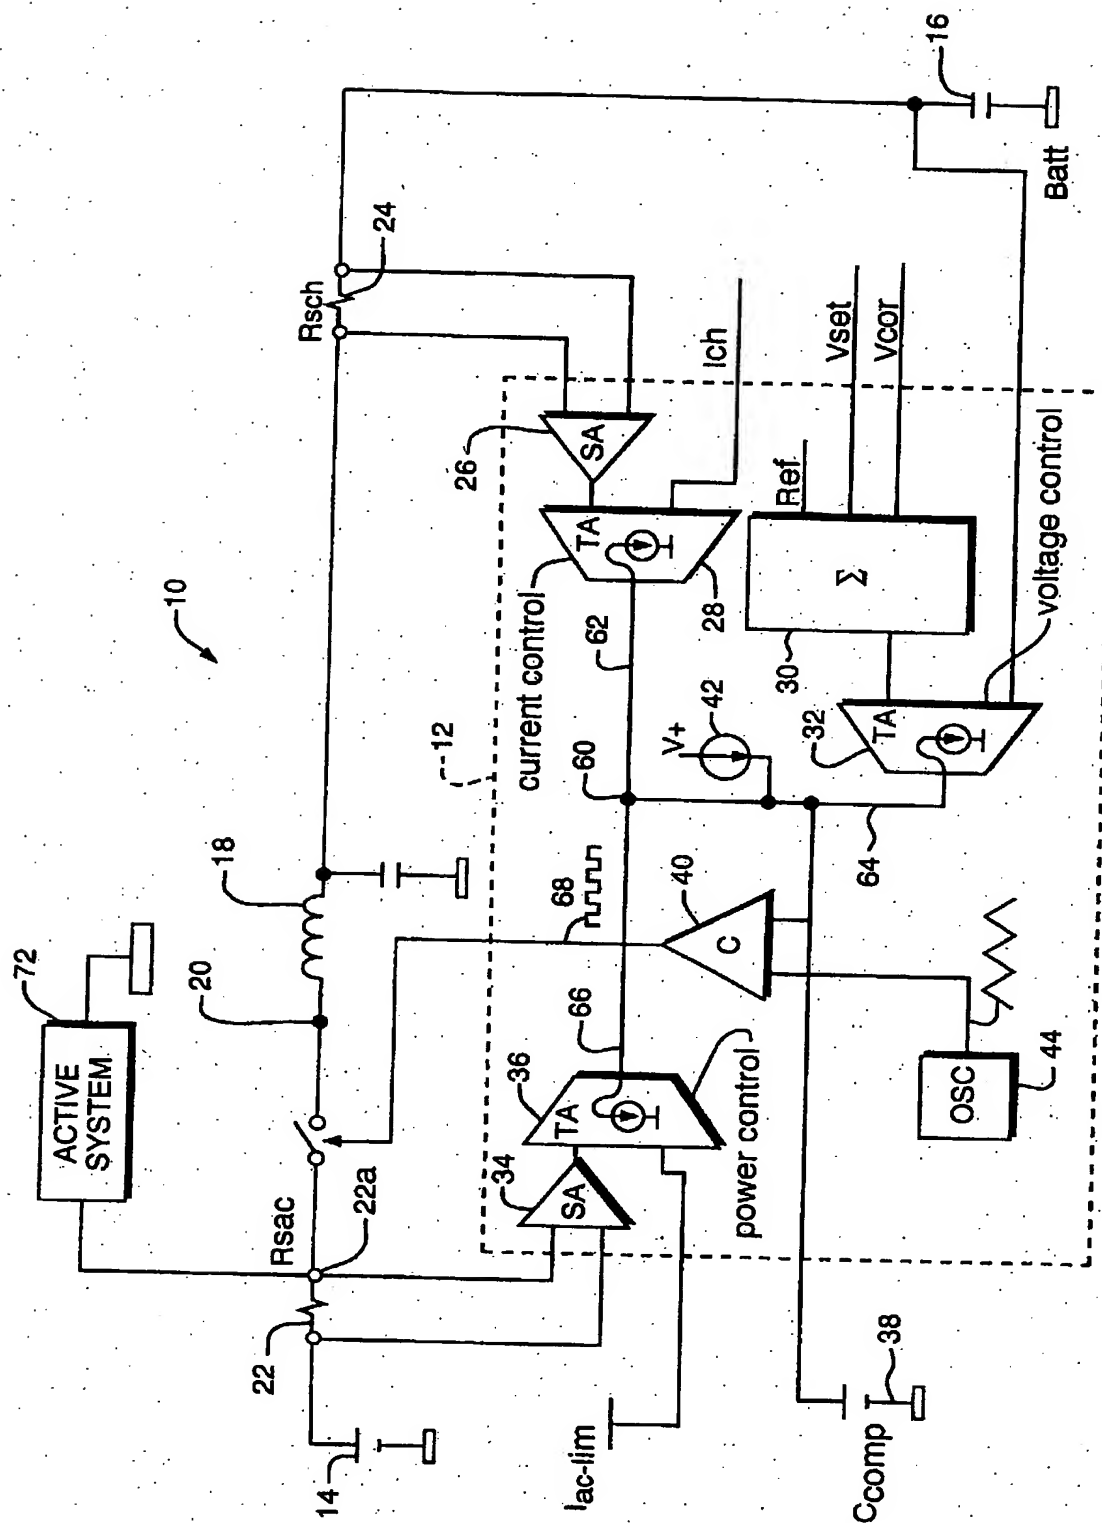 10
ACTIVE
SYSTEM
72
20
18
Rsch
24
16
Batt
14
22
Rsac
22a
12
34
SA
36
TA
66
power control
68
40
C
60
62
current control
TA
28
26
SA
Ich
V+
42
30
Σ
Ref
Vset
Vcor
32
TA
64
voltage control
OSC
44
Iac-lim
Ccomp
38